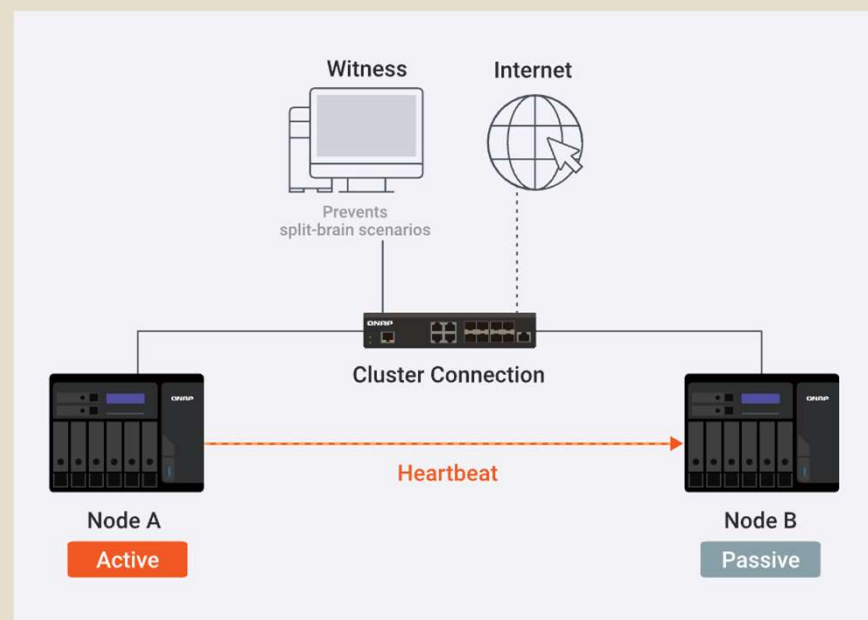 Witness
Internet
Prevents
split-brain scenarios
QNAP
Cluster Connection
QNAP
QNAP
Heartbeat
Node A
Node B
Active
Passive